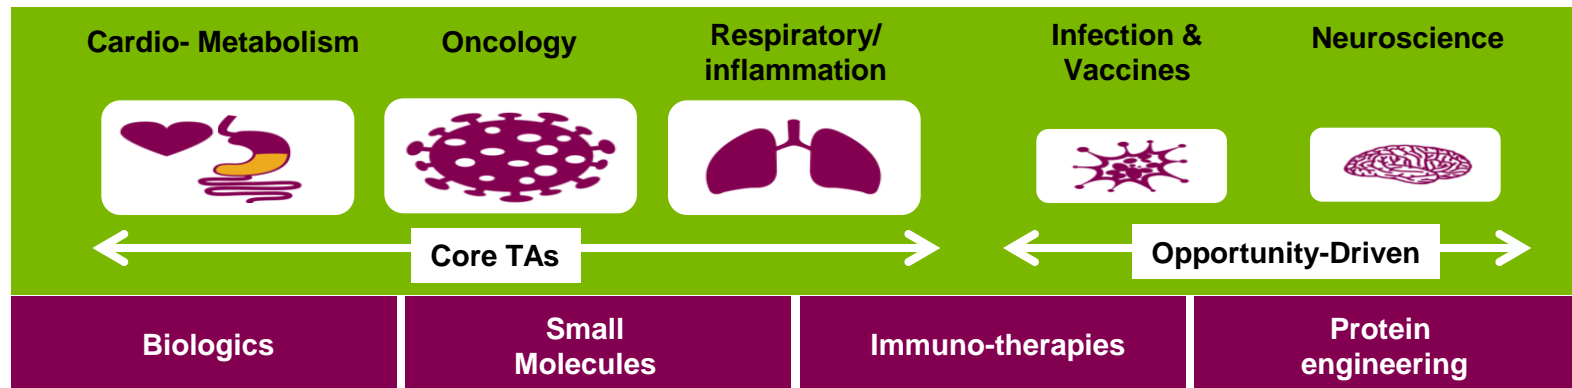 Cardio- Metabolism
Oncology
Respiratory/
inflammation
Infection &
Vaccines
Neuroscience
Core TAs
Opportunity-Driven
Biologics
Small
Molecules
Immuno-therapies
Protein
engineering